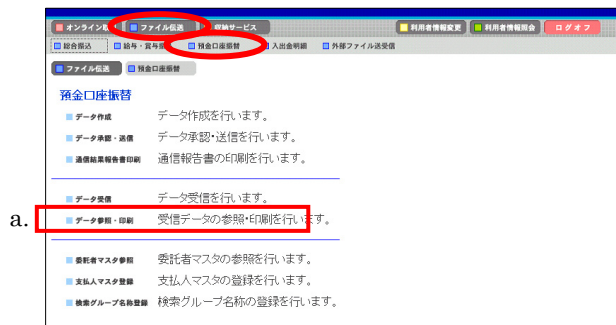 オンライン取 ファイル伝送 収納サービス 利用者情報変更 利用者情報照会 ログオフ
総合振込 給与・賞与振 預金口座振替 入出金明細 外部ファイル送受信
ファイル伝送 預金口座振替
預金口座振替
データ作成 データ作成を行います。
データ承認・送信 データ承認・送信を行います。
通信結果報告書印刷 通信報告書の印刷を行います。
データ受信 データ受信を行います。
a. データ参照・印刷 受信データの参照・印刷を行います。
委託者マスタ参照 委託者マスタの参照を行います。
支払人マスタ登録 支払人マスタの登録を行います。
検索グループ名称登録 検索グループ名称の登録を行います。